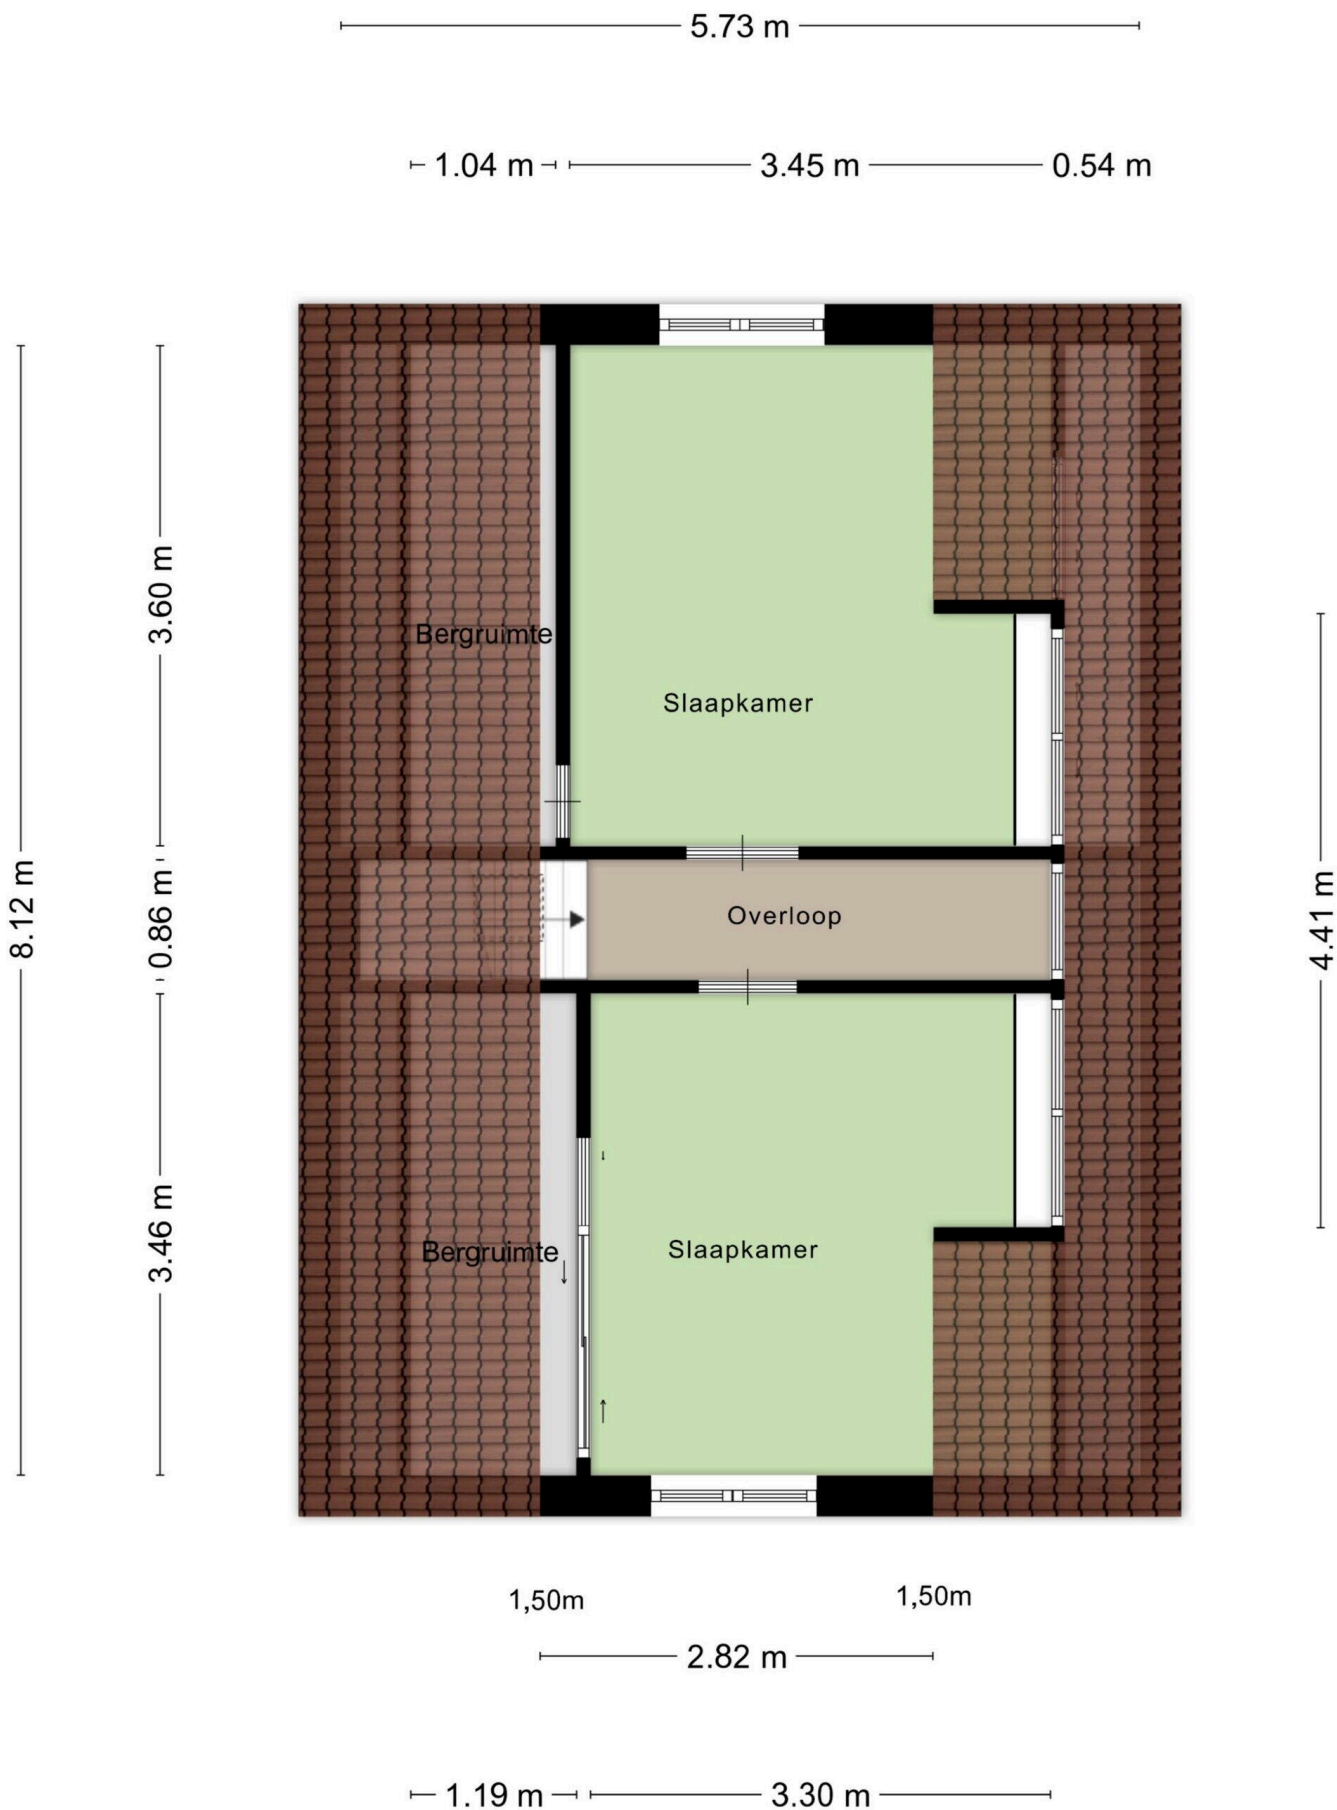 5.73 m
1.04 m
3.45 m
0.54 m
3.60 m
Bergruimte
Slaapkamer
8.12 m
0.86 m
Overloop
4.41 m
3.46 m
Bergruimte
Slaapkamer
1,50m
1,50m
2.82 m
1.19 m
3.30 m